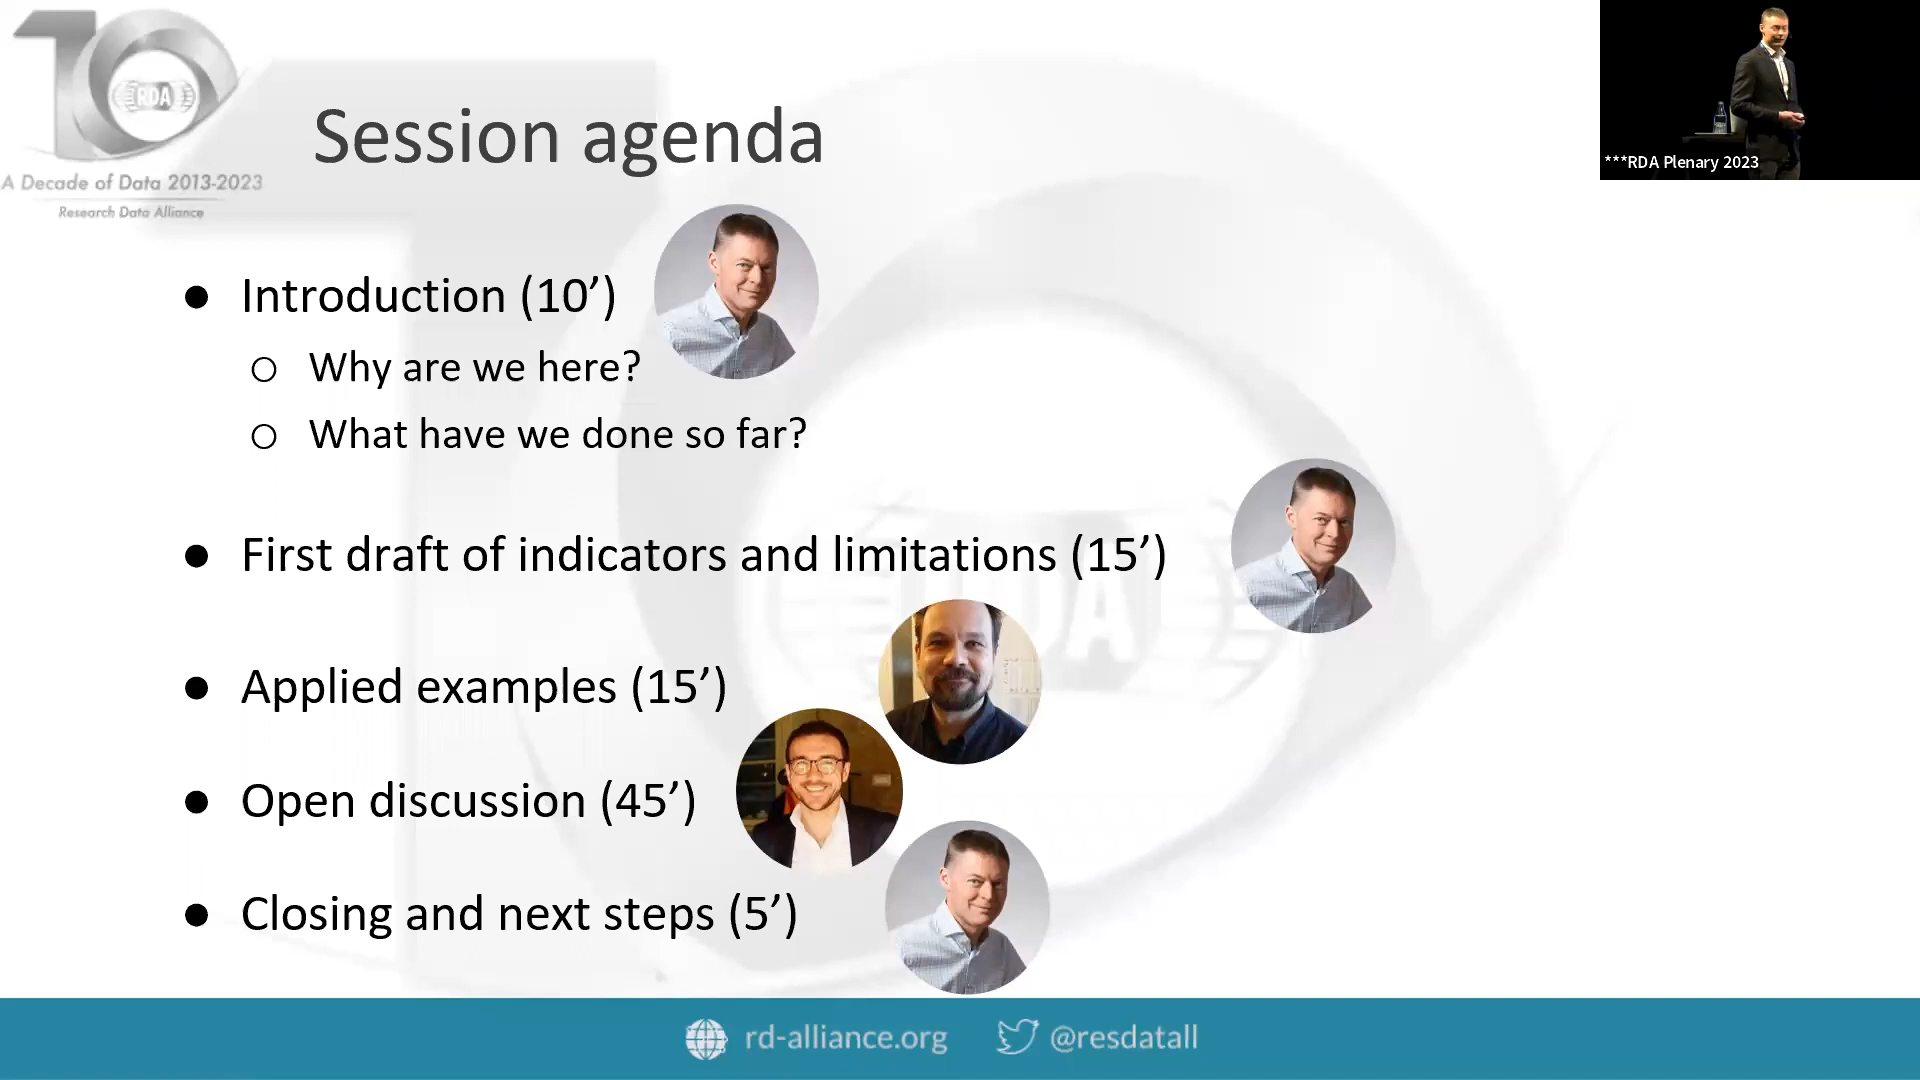 RDA
A Decade of Data 2013-2023
Research Data Alliance
Session agenda
***RDA Plenary 2023
● Introduction (10’)
○ Why are we here?
○ What have we done so far?
● First draft of indicators and limitations (15’)
● Applied examples (15’)
● Open discussion (45’)
● Closing and next steps (5’)
rd-alliance.org
@resdatall